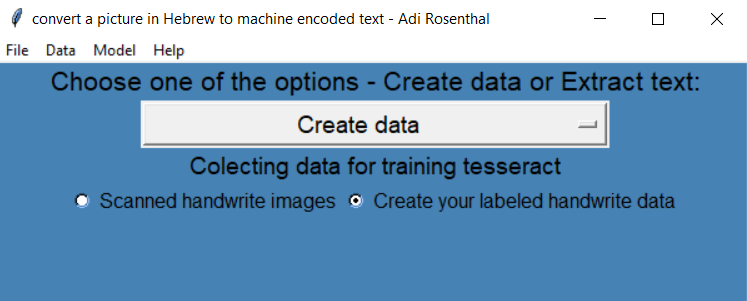 convert a picture in Hebrew to machine encoded text - Adi Rosenthal
File Data Model Help
Choose one of the options - Create data or Extract text:
Create data
Colecting data for training tesseract
Scanned handwrite images Create your labeled handwrite data